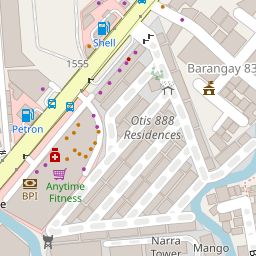 Shell
1555
Barangay 83
Petron
Otis 888
Residences
Anytime
Fitness
BPI
e
Narra
Tower
Mango